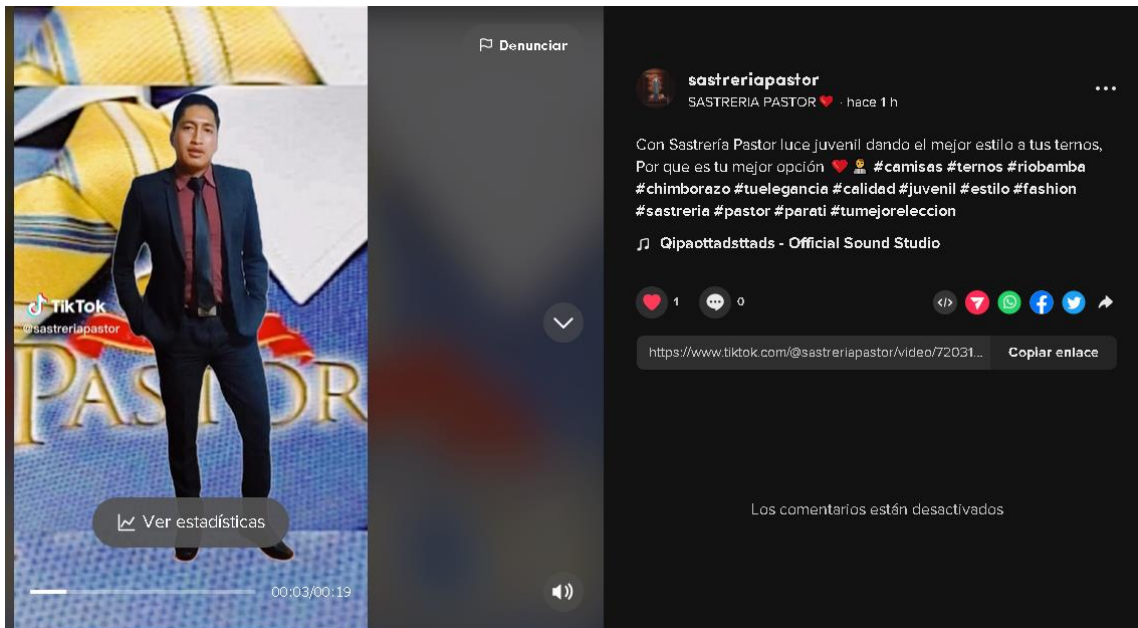 TikTok
@sastreriapastor
PASTOR
Ver estadísticas
00:03/00:19
Denunciar
sastreriapastor
SASTRERIA PASTOR ❤️ · hace 1 h
Con Sastrería Pastor luce juvenil dando el mejor estilo a tus ternos,
Por que es tu mejor opción ❤️ 👨‍💼 #camisas #ternos #riobamba
#chimborazo #tuelegancia #calidad #juvenil #estilo #fashion
#sastreria #pastor #parati #tumejoreleccion
Qipaottadsttads - Official Sound Studio
1
0
https://www.tiktok.com/@sastreriapastor/video/72031...
Copiar enlace
Los comentarios están desactivados